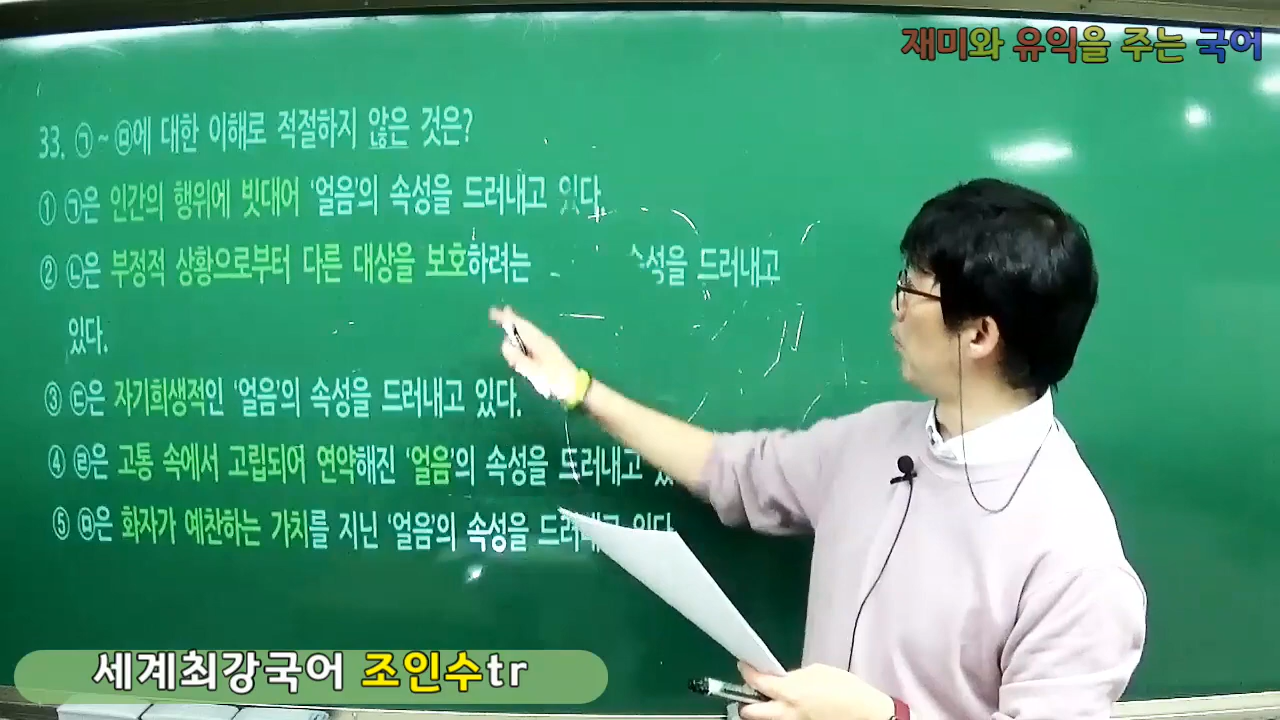 재미와 유익을 주는 국어
33. ㉠~㉤에 대한 이해로 적절하지 않은 것은?
① ㉠은 인간의 행위에 빗대어 '얼음'의 속성을 드러내고 있다.
② ㉡은 부정적 상황으로부터 다른 대상을 보호하려는 드러내고
있다.
③ ㉢은 자기희생적인 '얼음'의 속성을 드러내고 있다.
④ ㉣은 고통 속에서 고립되어 연약해진 '얼음'의 속성을 드러내고
⑤ ㉤은 화자가 예찬하는 가치를 지닌 '얼음'의 속성을 드러내고 있다.
세계최강국어 조인수tr